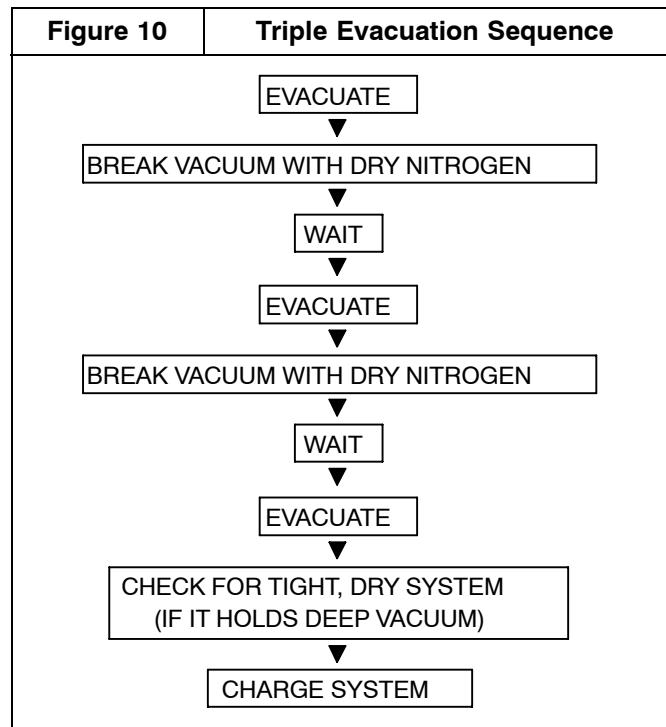 Figure 10 Triple Evacuation Sequence
EVACUATE
BREAK VACUUM WITH DRY NITROGEN
WAIT
EVACUATE
BREAK VACUUM WITH DRY NITROGEN
WAIT
EVACUATE
CHECK FOR TIGHT, DRY SYSTEM
(IF IT HOLDS DEEP VACUUM)
CHARGE SYSTEM